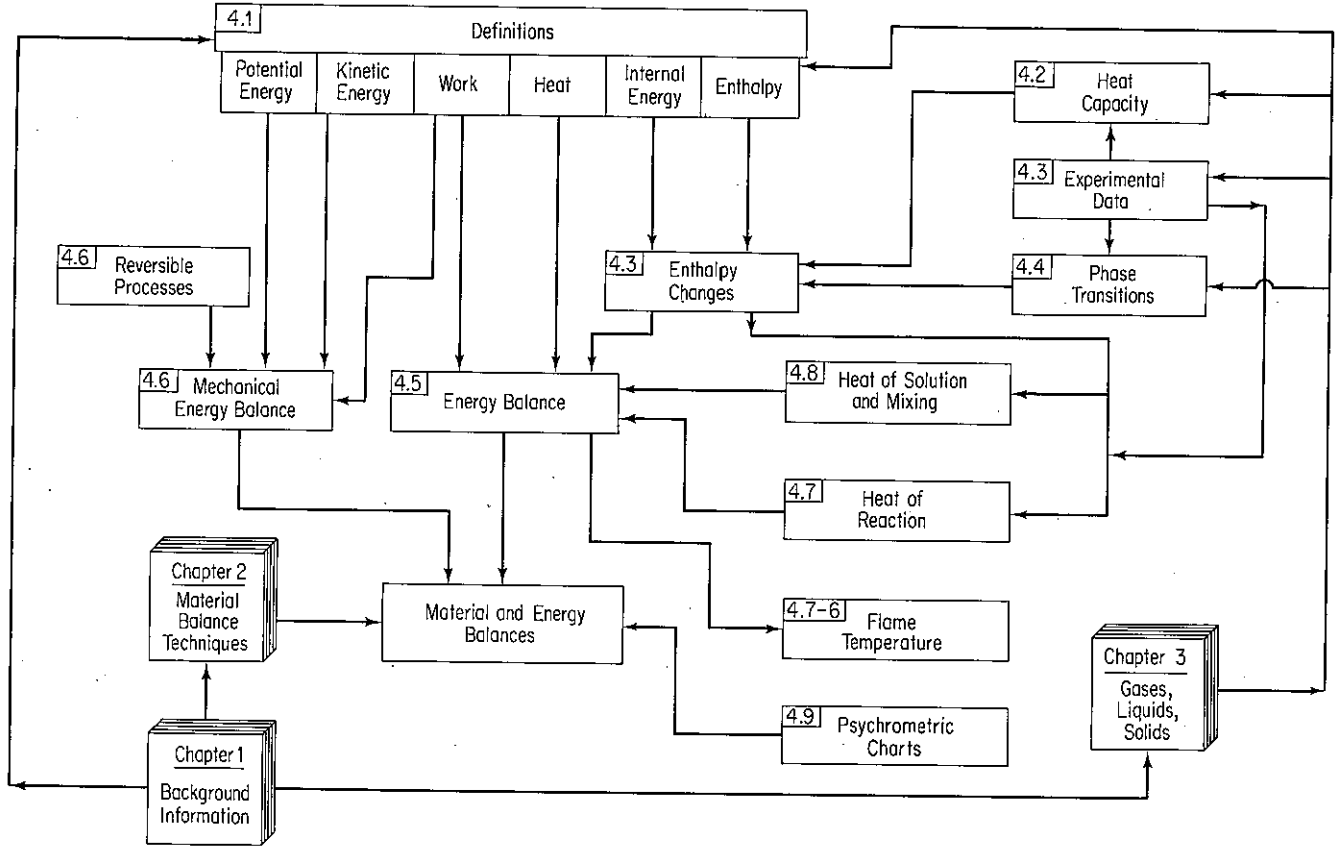 4.1
Definitions
Potential
Energy
Kinetic
Energy
Work
Heat
Internal
Energy
Enthalpy
4.2
Heat
Capacity
4.3
Experimental
Data
4.6
Reversible
Processes
4.3
Enthalpy
Changes
4.4
Phase
Transitions
4.6
Mechanical
Energy Balance
4.5
Energy Balance
4.8
Heat of Solution
and Mixing
4.7
Heat of
Reaction
Chapter 2
Material
Balance
Techniques
Material and Energy
Balances
4.7-6
Flame
Temperature
Chapter 3
Gases,
Liquids,
Solids
4.9
Psychrometric
Charts
Chapter 1
Background
Information